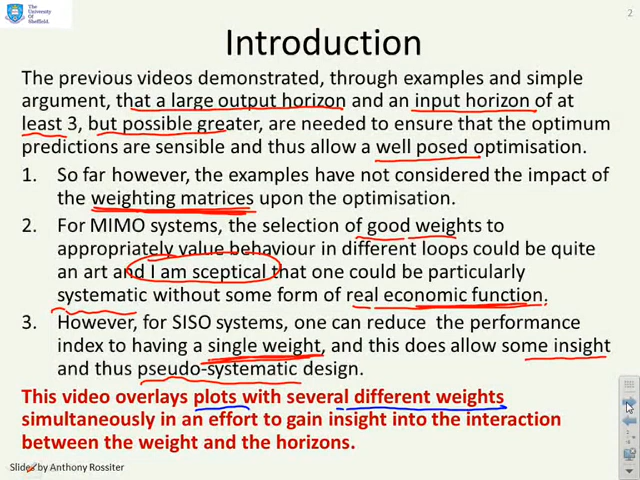 The
University
Of
Sheffield.
2
Introduction
The previous videos demonstrated, through examples and simple
argument, that a large output horizon and an input horizon of at
least 3, but possible greater, are needed to ensure that the optimum
predictions are sensible and thus allow a well posed optimisation.
1. So far however, the examples have not considered the impact of
the weighting matrices upon the optimisation.
2. For MIMO systems, the selection of good weights to
appropriately value behaviour in different loops could be quite
an art and I am sceptical that one could be particularly
systematic without some form of real economic function.
3. However, for SISO systems, one can reduce the performance
index to having a single weight, and this does allow some insight
and thus pseudo-systematic design.
This video overlays plots with several different weights
simultaneously in an effort to gain insight into the interaction
between the weight and the horizons.
Slides by Anthony Rossiter